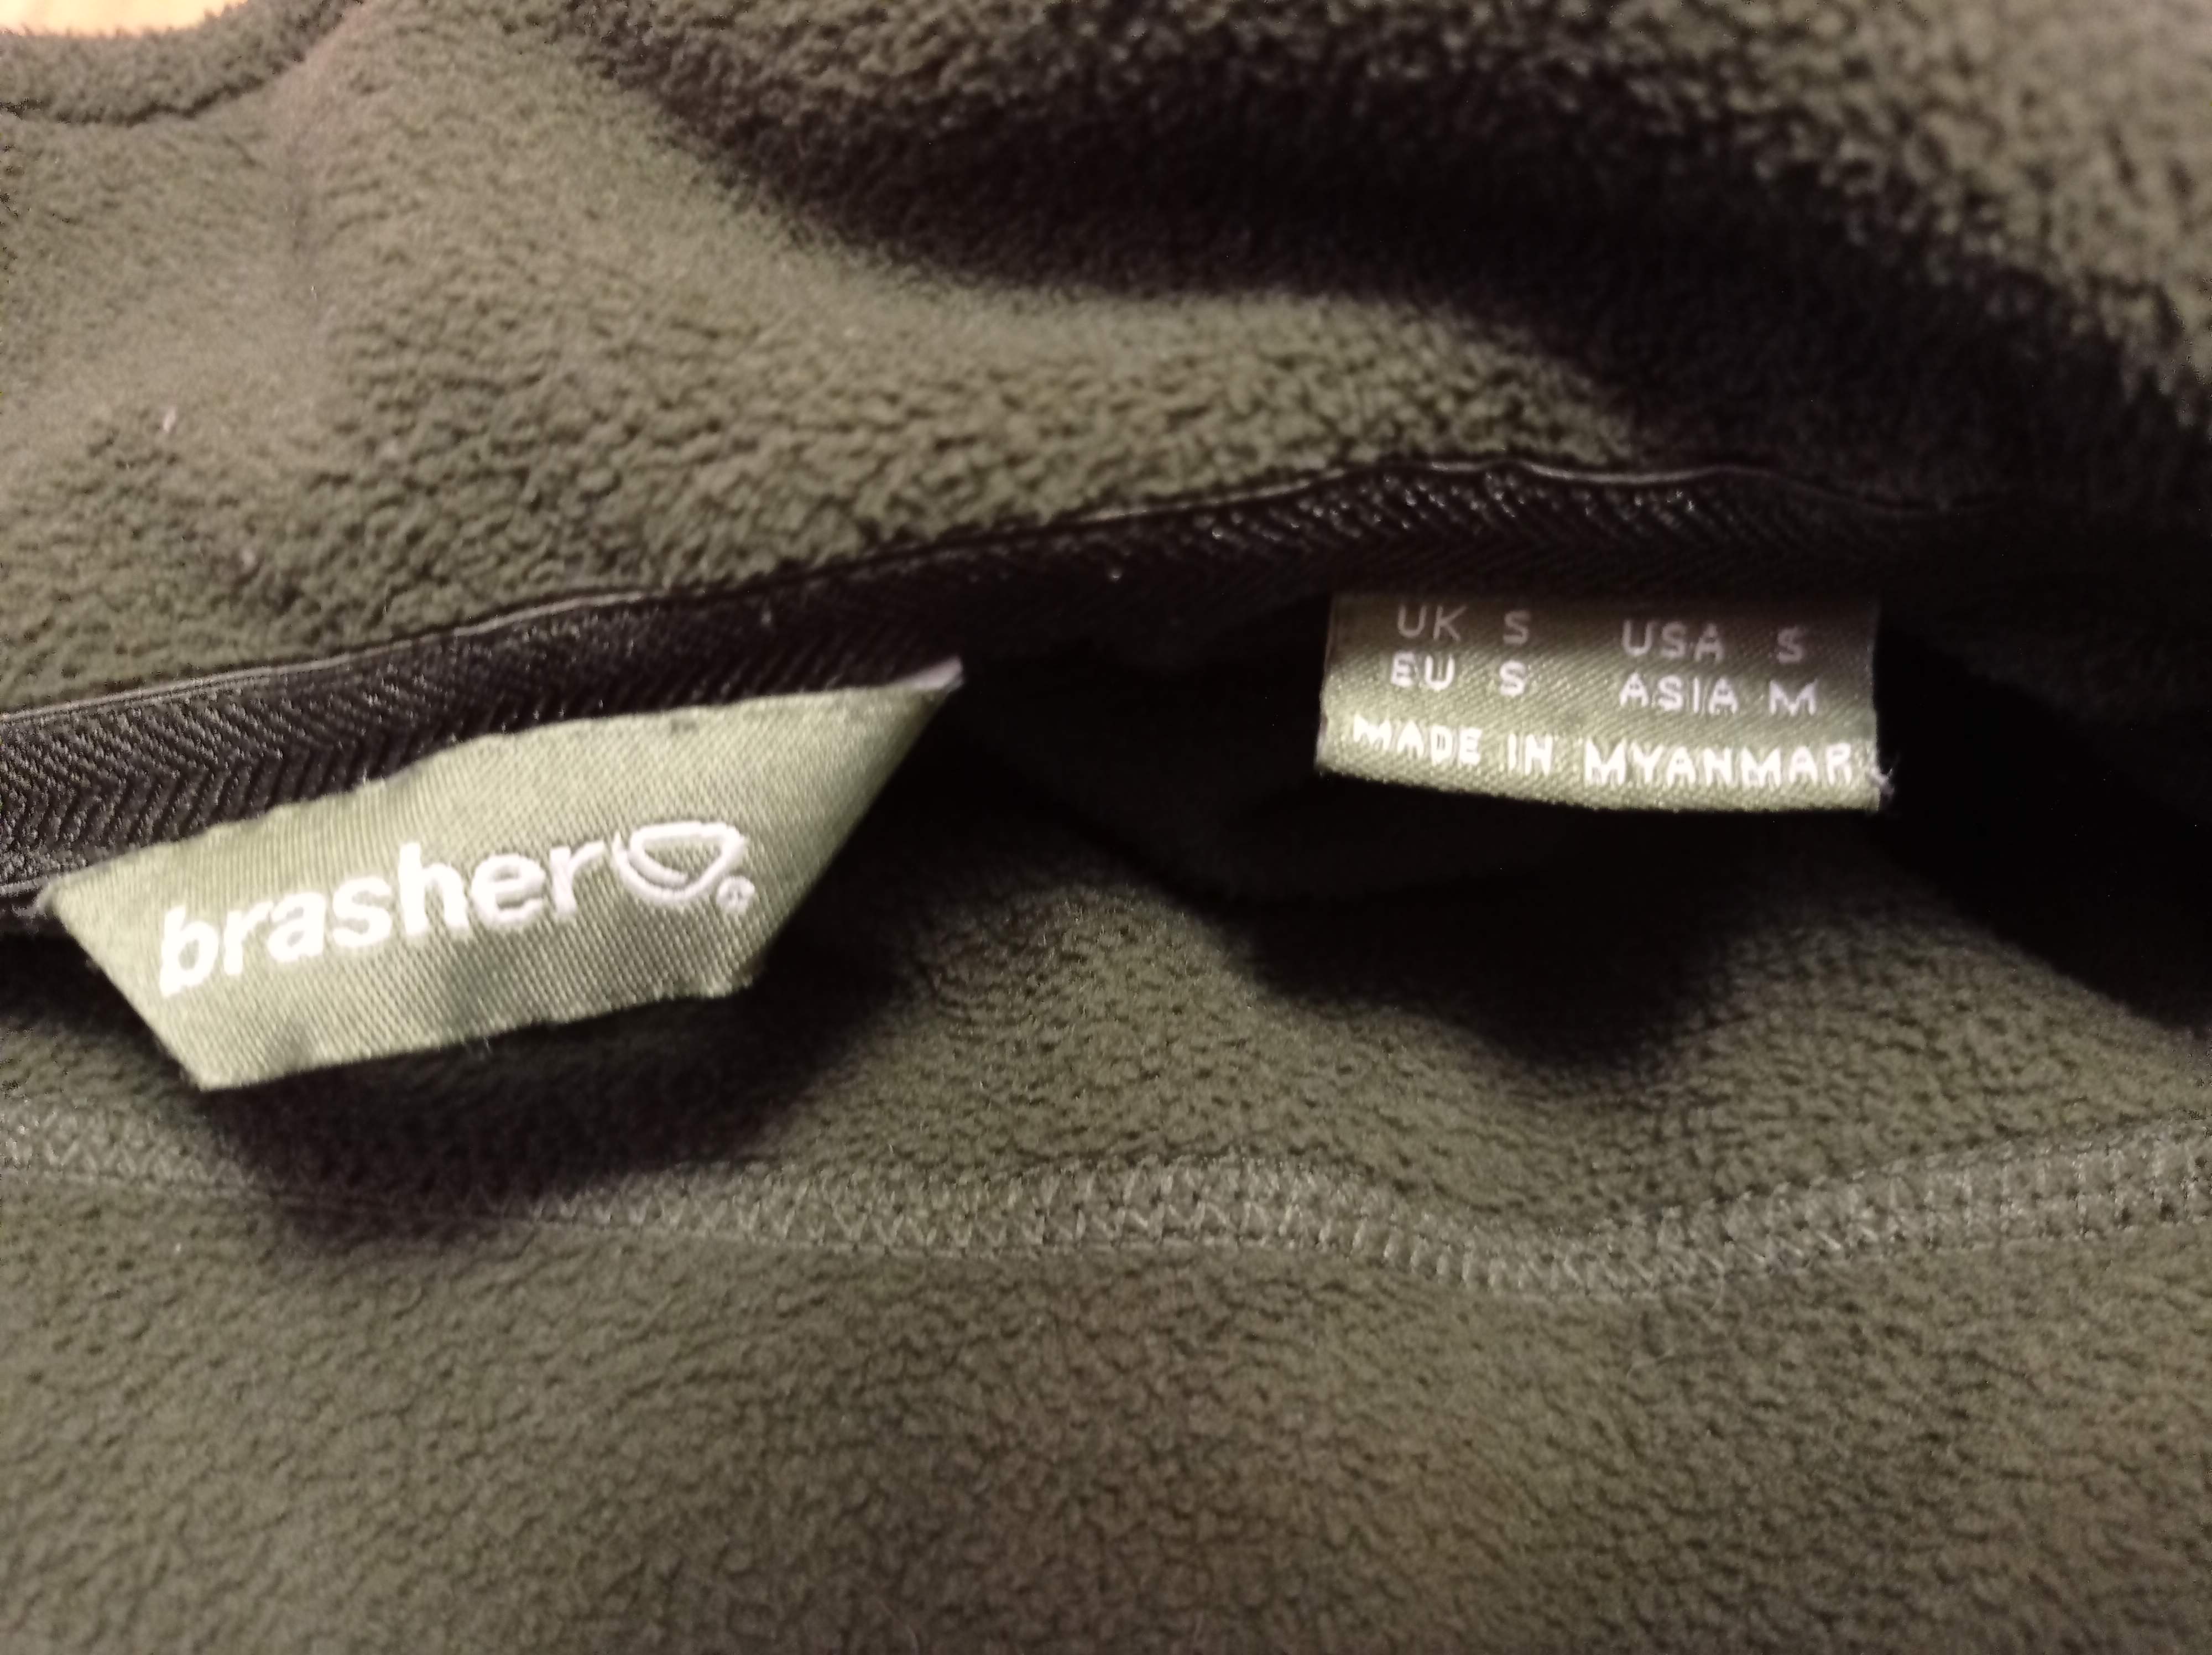 brasher®
UK S USA S
EU S ASIA M
MADE IN MYANMAR